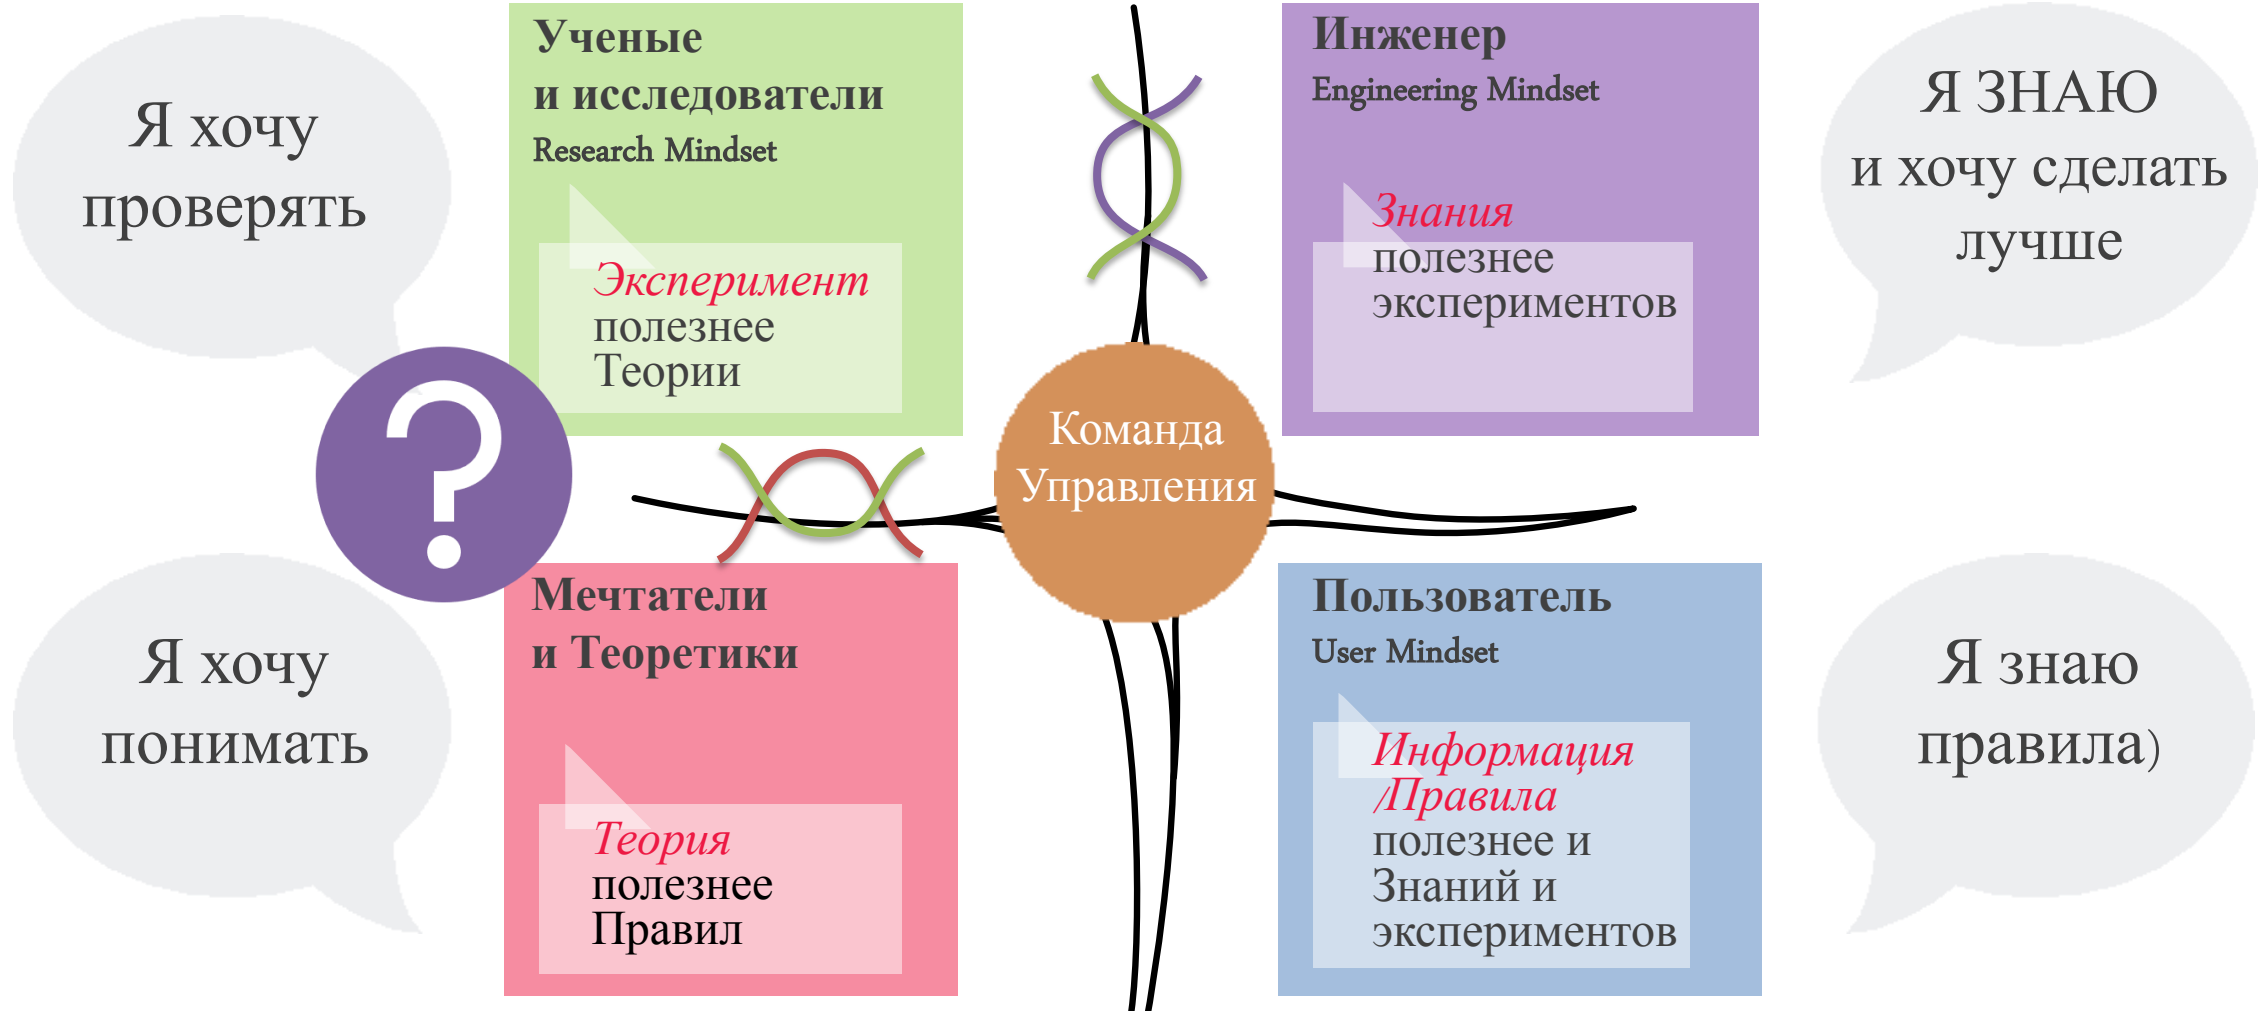 Я хочу
проверять
Ученые
и исследователи
Research Mindset
Эксперимент
полезнее
Теории
Инженер
Engineering Mindset
Знания
полезнее
экспериментов
Я ЗНАЮ
и хочу сделать
лучше
?
Команда
Управления
Я хочу
понимать
Мечтатели
и Теоретики
Теория
полезнее
Правил
Пользователь
User Mindset
Информация
/Правила
полезнее и
Знаний и
экспериментов
Я знаю
правила)